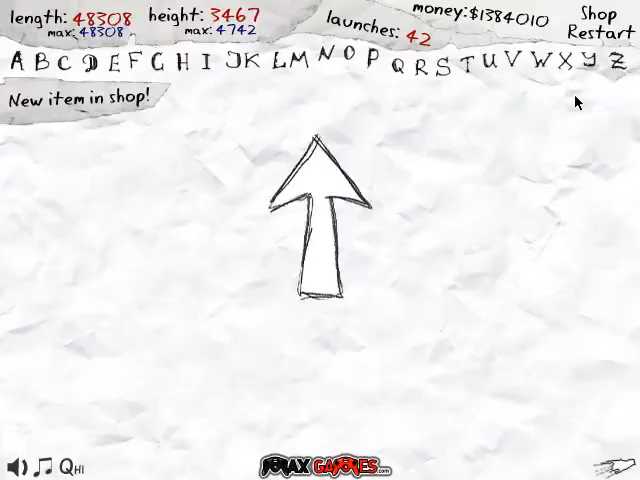 length: 48308 height: 3467 launches: 42 money:$1384010 Shop
max: 48308 max: 4742 Restart
A B C D E F G H I J K L M N O P Q R S T U V W X Y Z
New item in shop!
QHI MAX GAMES.com